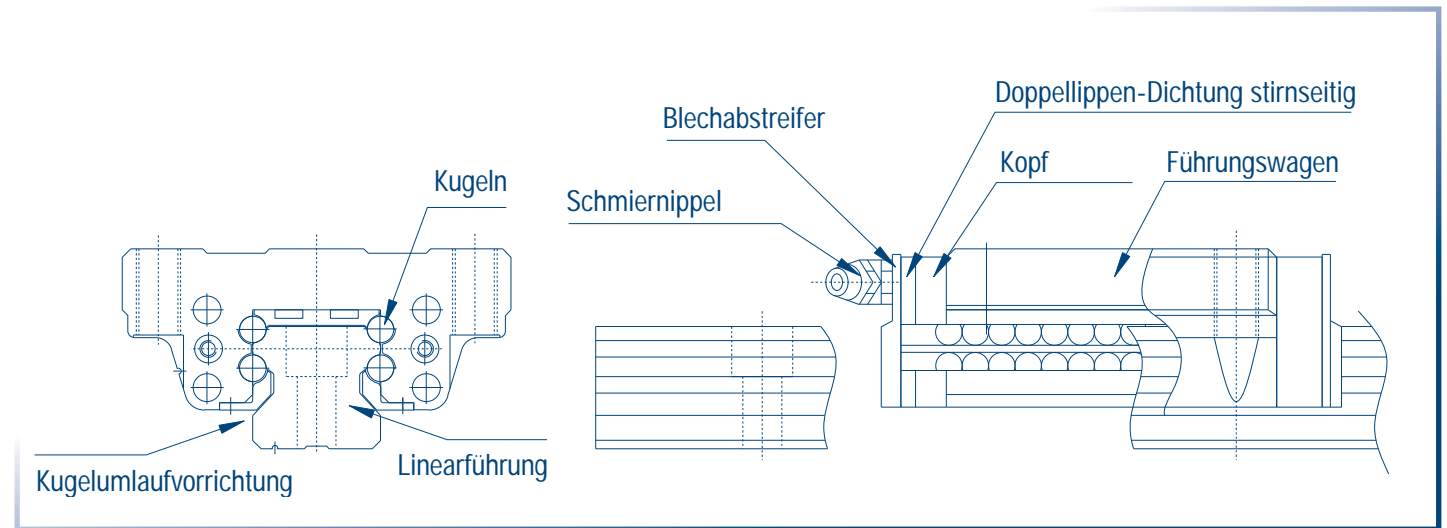 Doppellippen-Dichtung stirnseitig
Blechabstreifer
Kugeln
Kopf
Führungswagen
Schmiernippel
Linearführung
Kugelumlaufvorrichtung